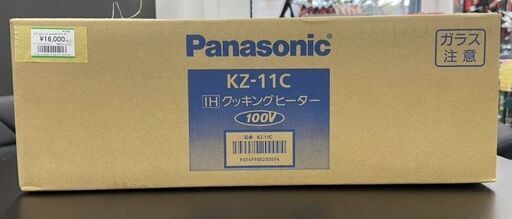 ¥16,000
Panasonic
KZ-11C
IH クッキングヒーター
100V
品番 KZ-11C
ガラス
注意